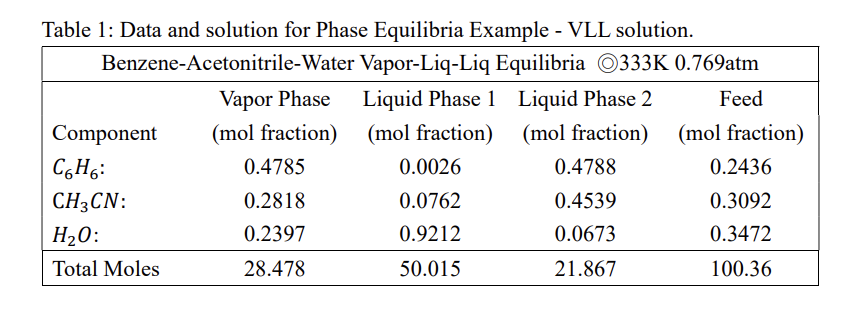 Table 1: Data and solution for Phase Equilibria Example - VLL solution.
Benzene-Acetonitrile-Water Vapor-Liq-Liq Equilibria ◎333K 0.769atm
Vapor Phase Liquid Phase 1 Liquid Phase 2 Feed
Component (mol fraction) (mol fraction) (mol fraction) (mol fraction)
C₆H₆: 0.4785 0.0026 0.4788 0.2436
CH₃CN: 0.2818 0.0762 0.4539 0.3092
H₂O: 0.2397 0.9212 0.0673 0.3472
Total Moles 28.478 50.015 21.867 100.36